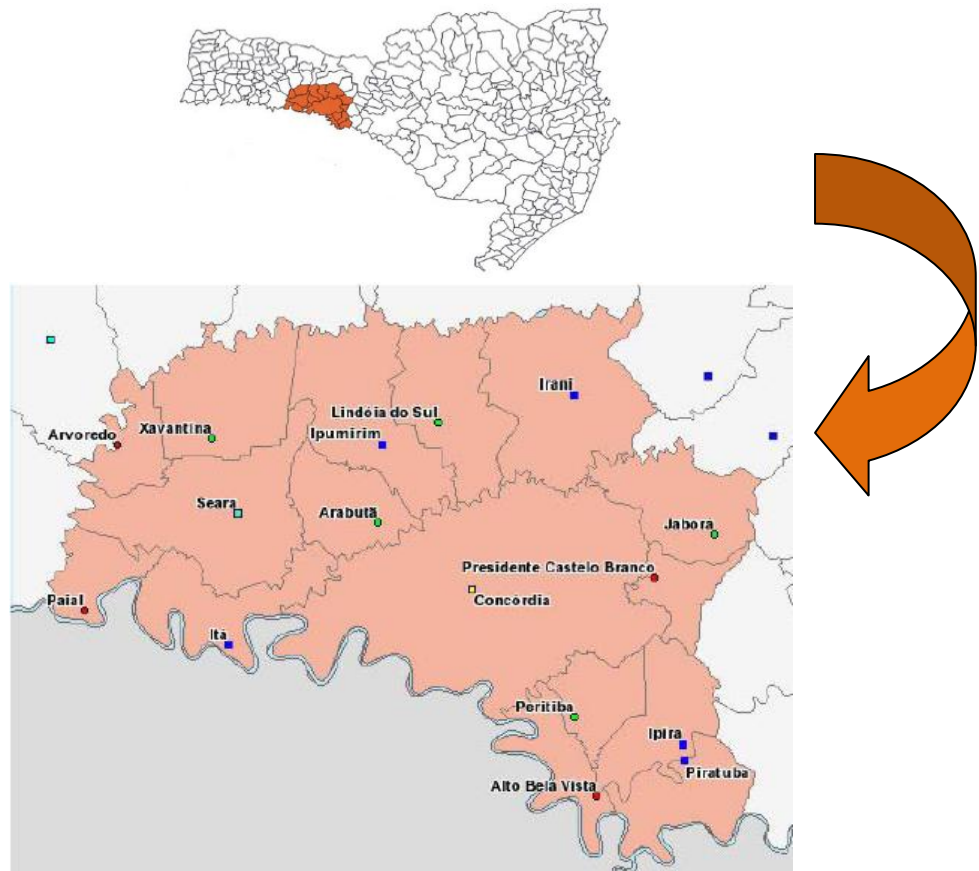 Irani
Lindóia do Sul
Xavantina
Arvoredo
Ipumirim
Seara
Arabutã
Jabora
Presidente Castelo Branco
Concórdia
Paial
Itá
Peritiba
Ipira
Piratuba
Alto Bela Vista